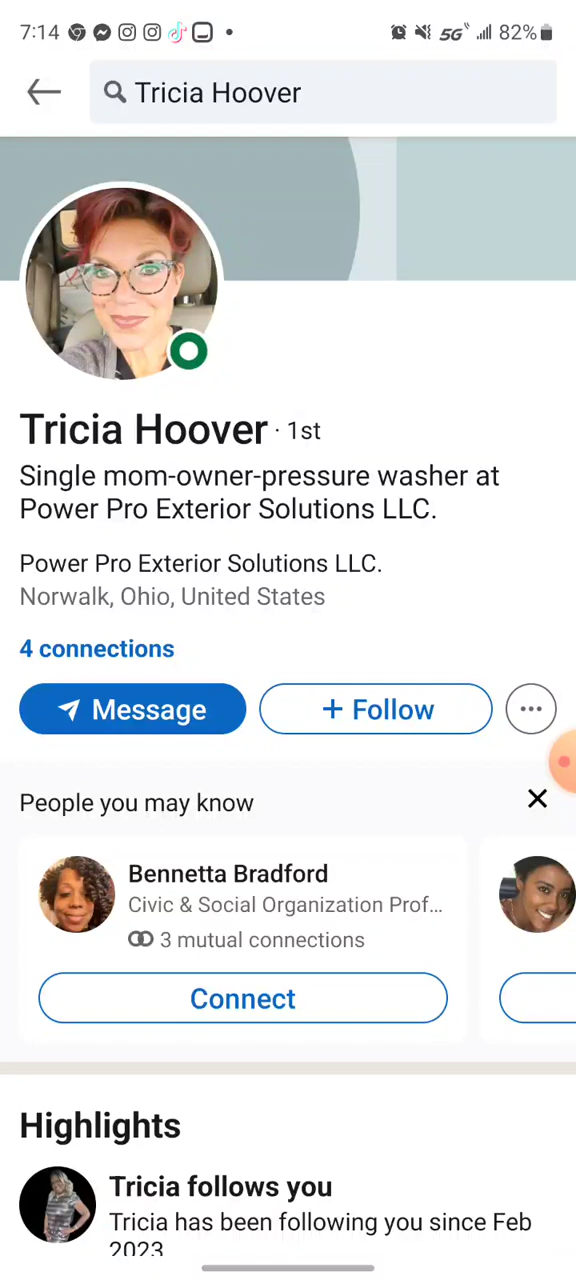 7:14 5G 82%
Tricia Hoover
Tricia Hoover · 1st
Single mom-owner-pressure washer at
Power Pro Exterior Solutions LLC.
Power Pro Exterior Solutions LLC.
Norwalk, Ohio, United States
4 connections
Message + Follow ...
People you may know
Bennetta Bradford
Civic & Social Organization Prof...
3 mutual connections
Connect
Highlights
Tricia follows you
Tricia has been following you since Feb
2023